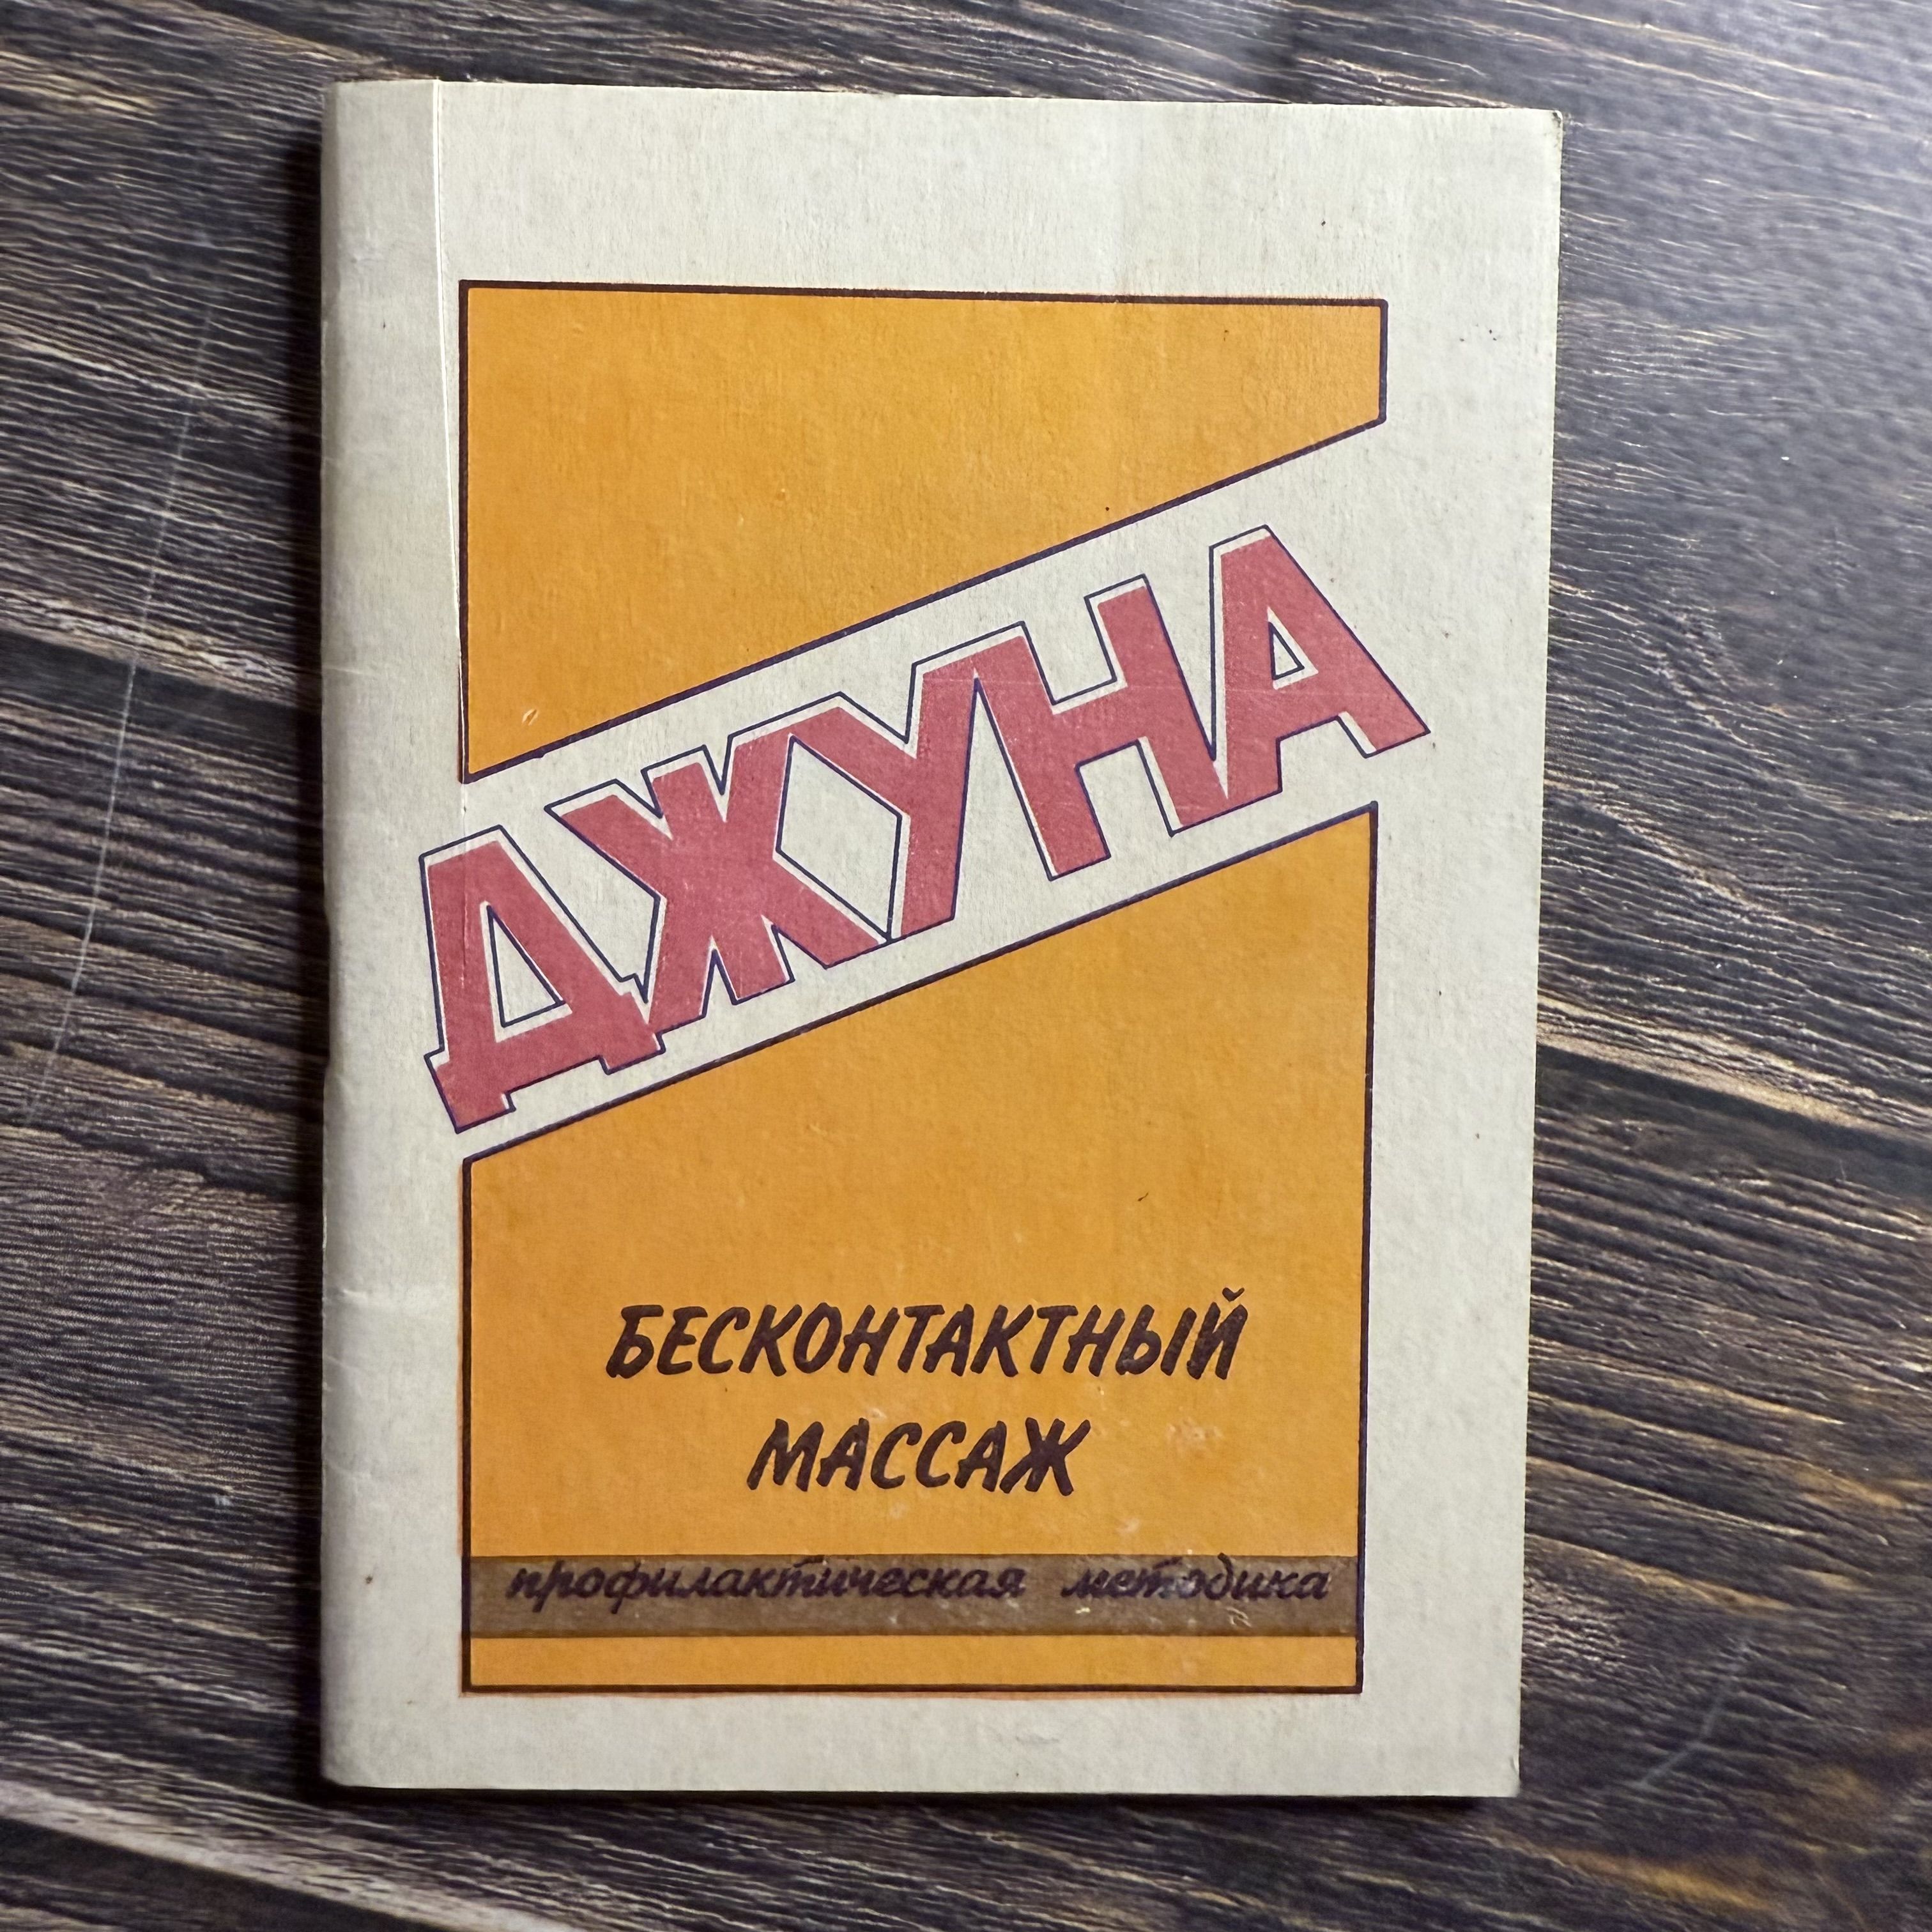 ДЖУНА
БЕСКОНТАКТНЫЙ
МАССАЖ
профилактическая методика